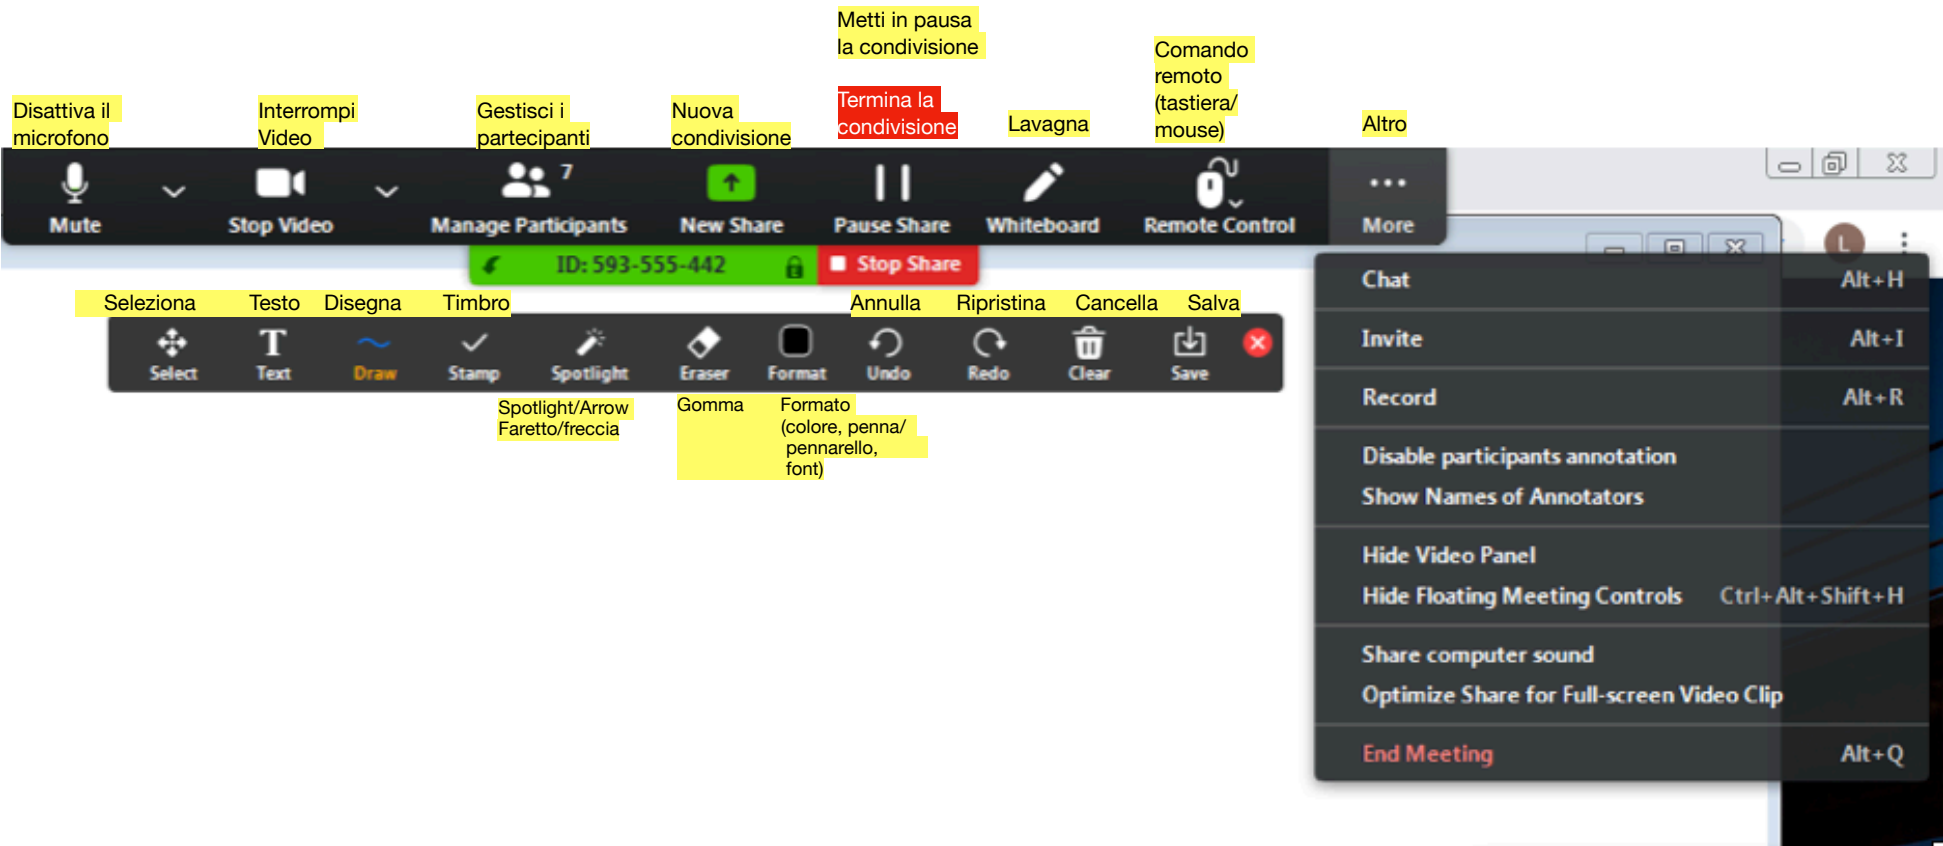 Metti in pausa
la condivisione
Comando
remoto
(tastiera/
mouse)
Disattiva il
microfono
Interrompi
Video
Gestisci i
partecipanti
Nuova
condivisione
Termina la
condivisione
Lavagna
Altro
7
Mute
Stop Video
Manage Participants
New Share
Pause Share
Whiteboard
Remote Control
More
ID: 593-555-442
Stop Share
L
Seleziona Testo Disegna Timbro Annulla Ripristina Cancella Salva
Select Text Draw Stamp Spotlight Eraser Format Undo Redo Clear Save
Spotlight/Arrow
Faretto/freccia
Gomma
Formato
(colore, penna/
pennarello,
font)
Chat Alt+H
Invite Alt+I
Record Alt+R
Disable participants annotation
Show Names of Annotators
Hide Video Panel
Hide Floating Meeting Controls Ctrl+Alt+Shift+H
Share computer sound
Optimize Share for Full-screen Video Clip
End Meeting Alt+Q